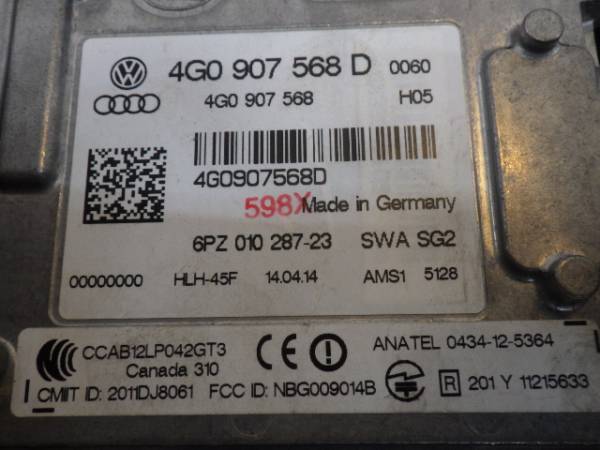 4G0 907 568 D 0060
4G0 907 568 H05
4G0907568D
598X Made in Germany
6PZ 010 287-23 SWA SG2
00000000 HLH-45F 14.04.14 AMS1 5128
CCAB12LP042GT3 CE ANATEL 0434-12-5364
Canada 310
CMIIT ID: 2011DJ8061 FCC ID: NBG009014B R 201 Y 11215633